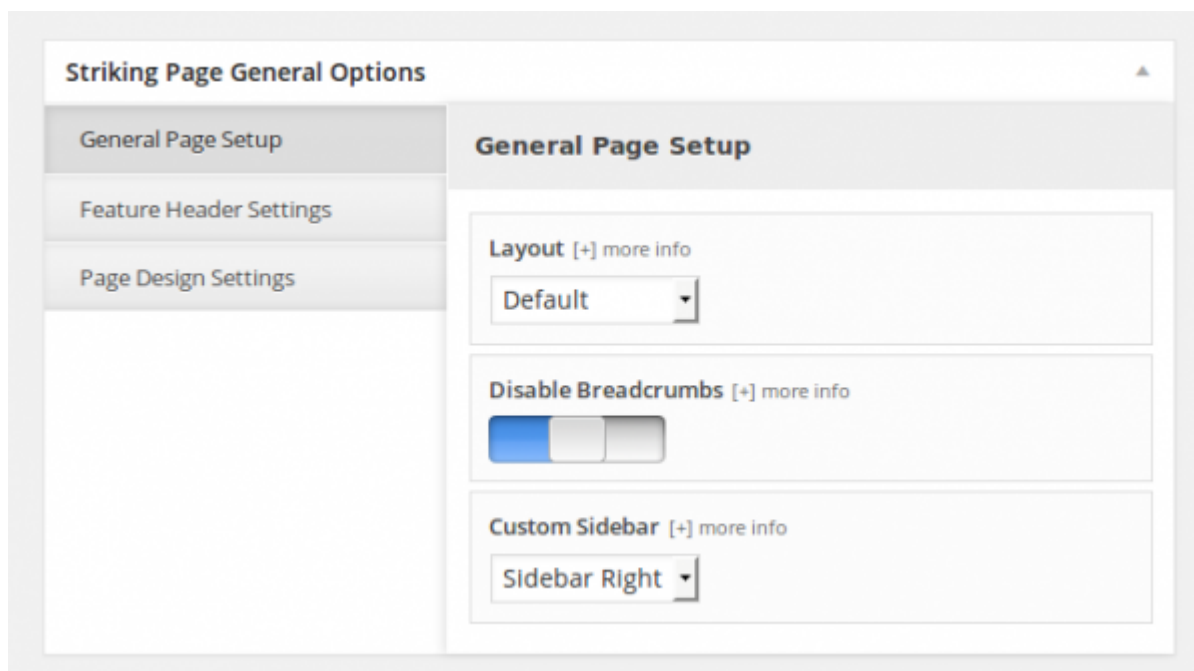 Striking Page General Options
General Page Setup
Feature Header Settings
Page Design Settings
General Page Setup
Layout [+] more info
Default
Disable Breadcrumbs [+] more info
Custom Sidebar [+] more info
Sidebar Right